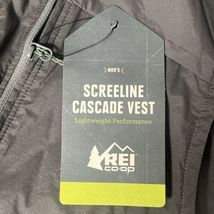 MEN'S
SCREELINE
CASCADE VEST
Lightweight Performance
REI
CO·OP